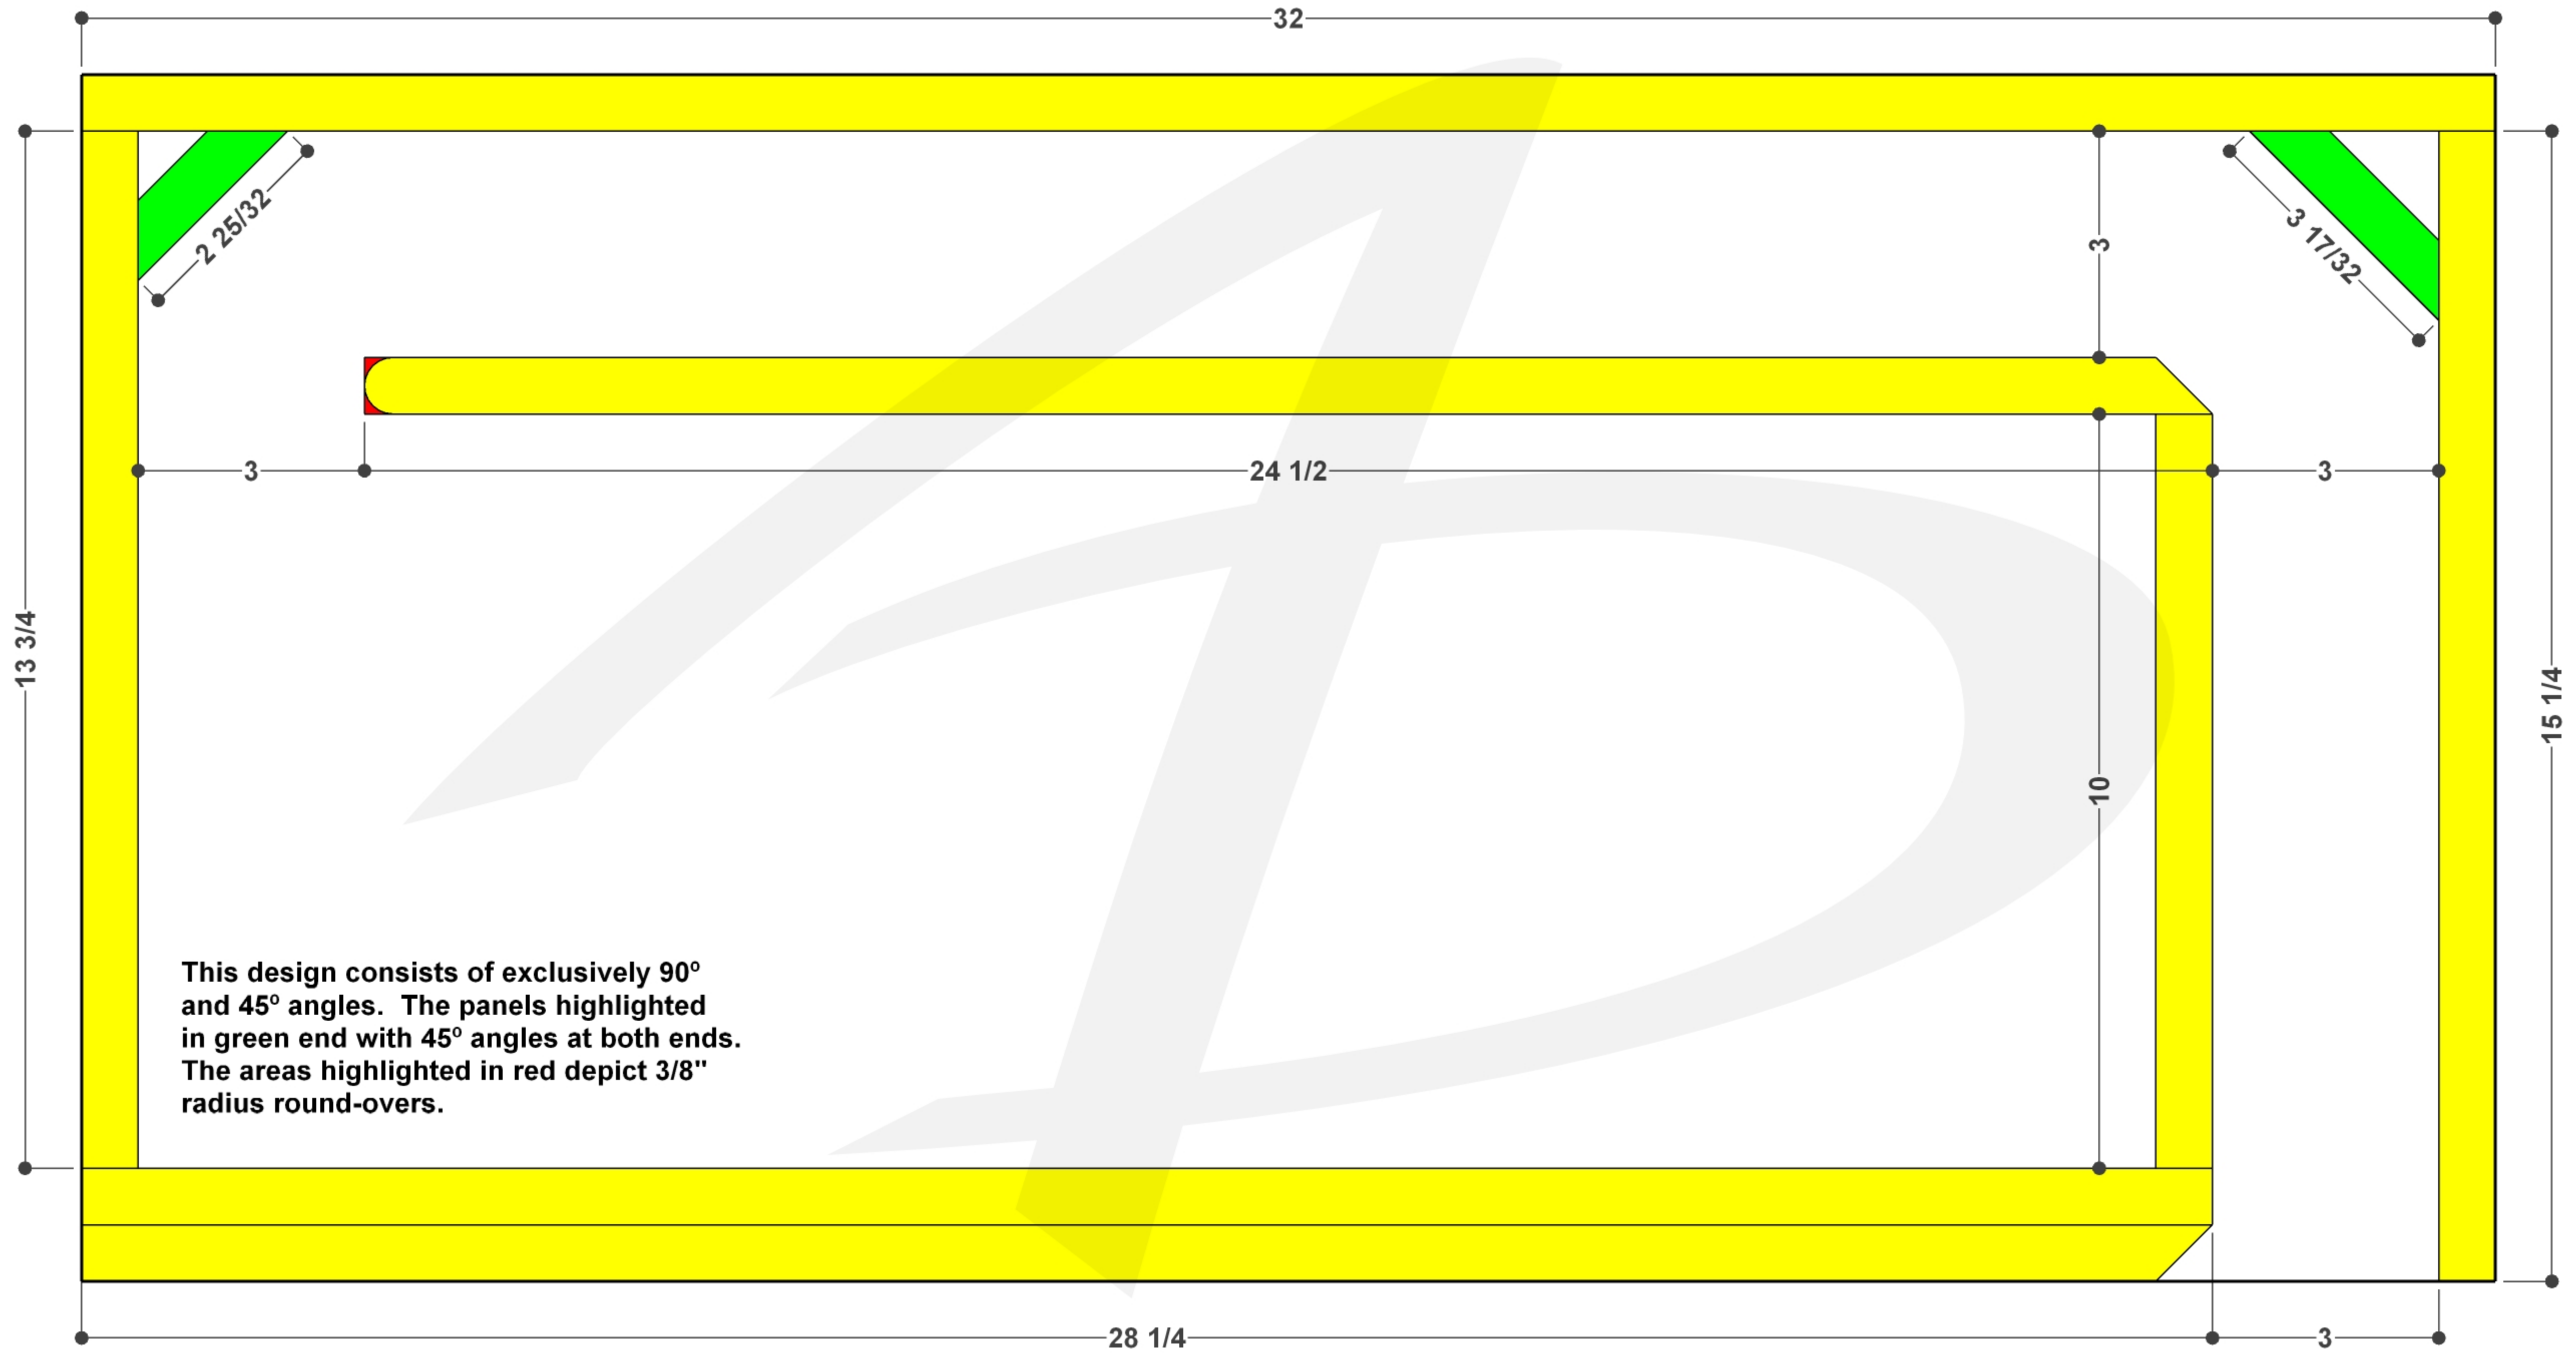 32
2 25/32
3 17/32
3
3
24 1/2
3
13 3/4
15 1/4
10
This design consists of exclusively 90º
and 45º angles.  The panels highlighted
in green end with 45º angles at both ends.
The areas highlighted in red depict 3/8"
radius round-overs.
28 1/4
3